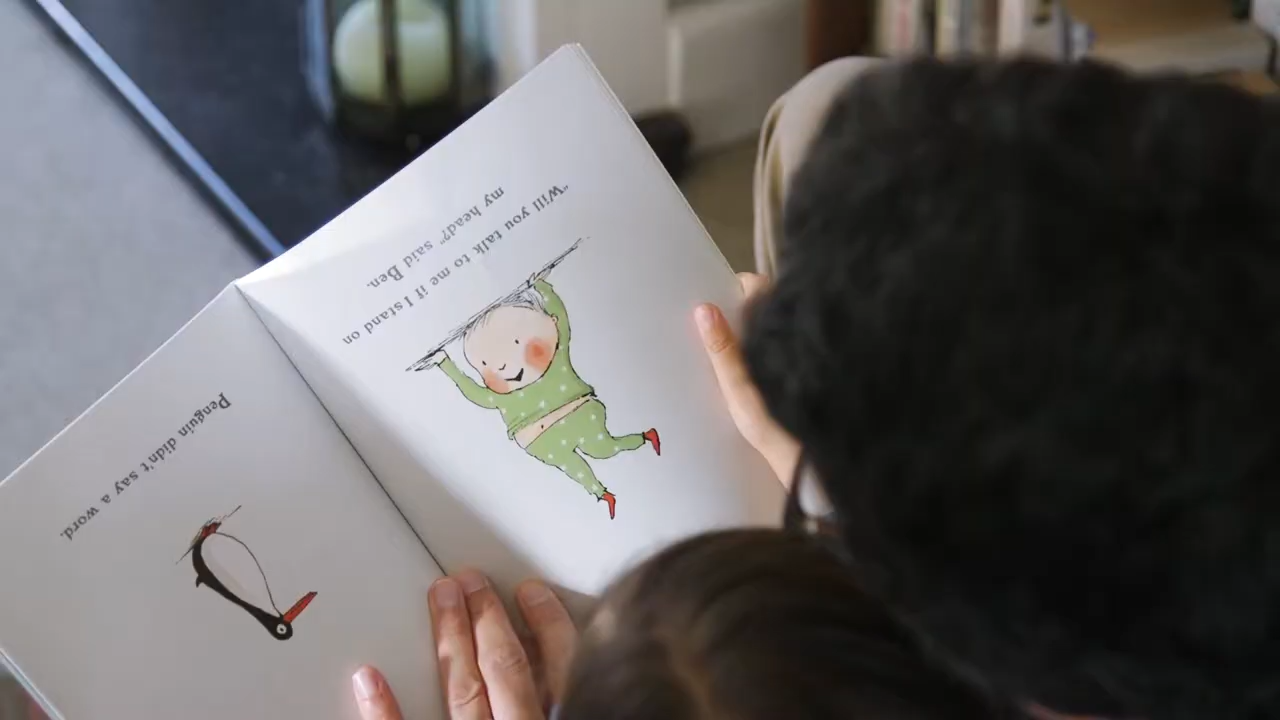 "Will you talk to me if I stand on
my head?" said Ben.
Penguin didn't say a word.